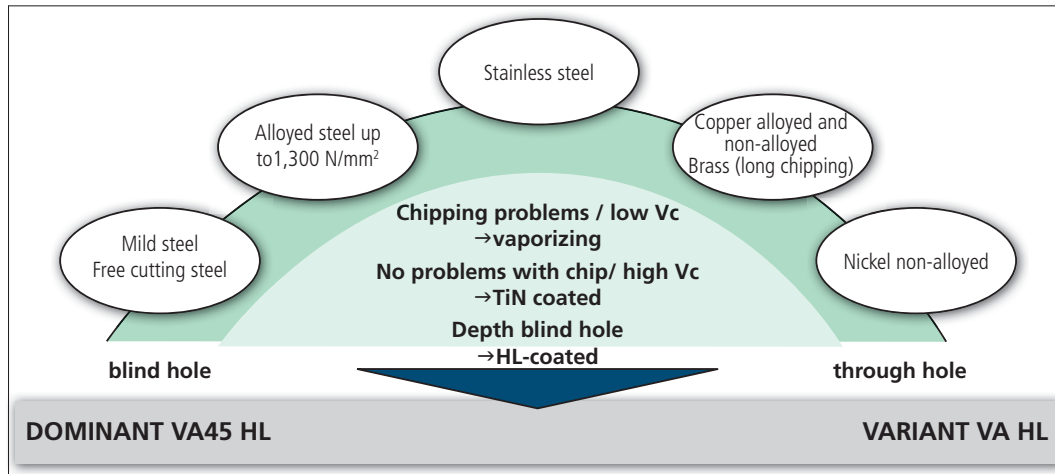 Stainless steel
Alloyed steel up
to1,300 N/mm²
Copper alloyed and
non-alloyed
Brass (long chipping)
Mild steel
Free cutting steel
Nickel non-alloyed
Chipping problems / low Vc
→vaporizing
No problems with chip/ high Vc
→TiN coated
Depth blind hole
→HL-coated
blind hole
through hole
DOMINANT VA45 HL
VARIANT VA HL